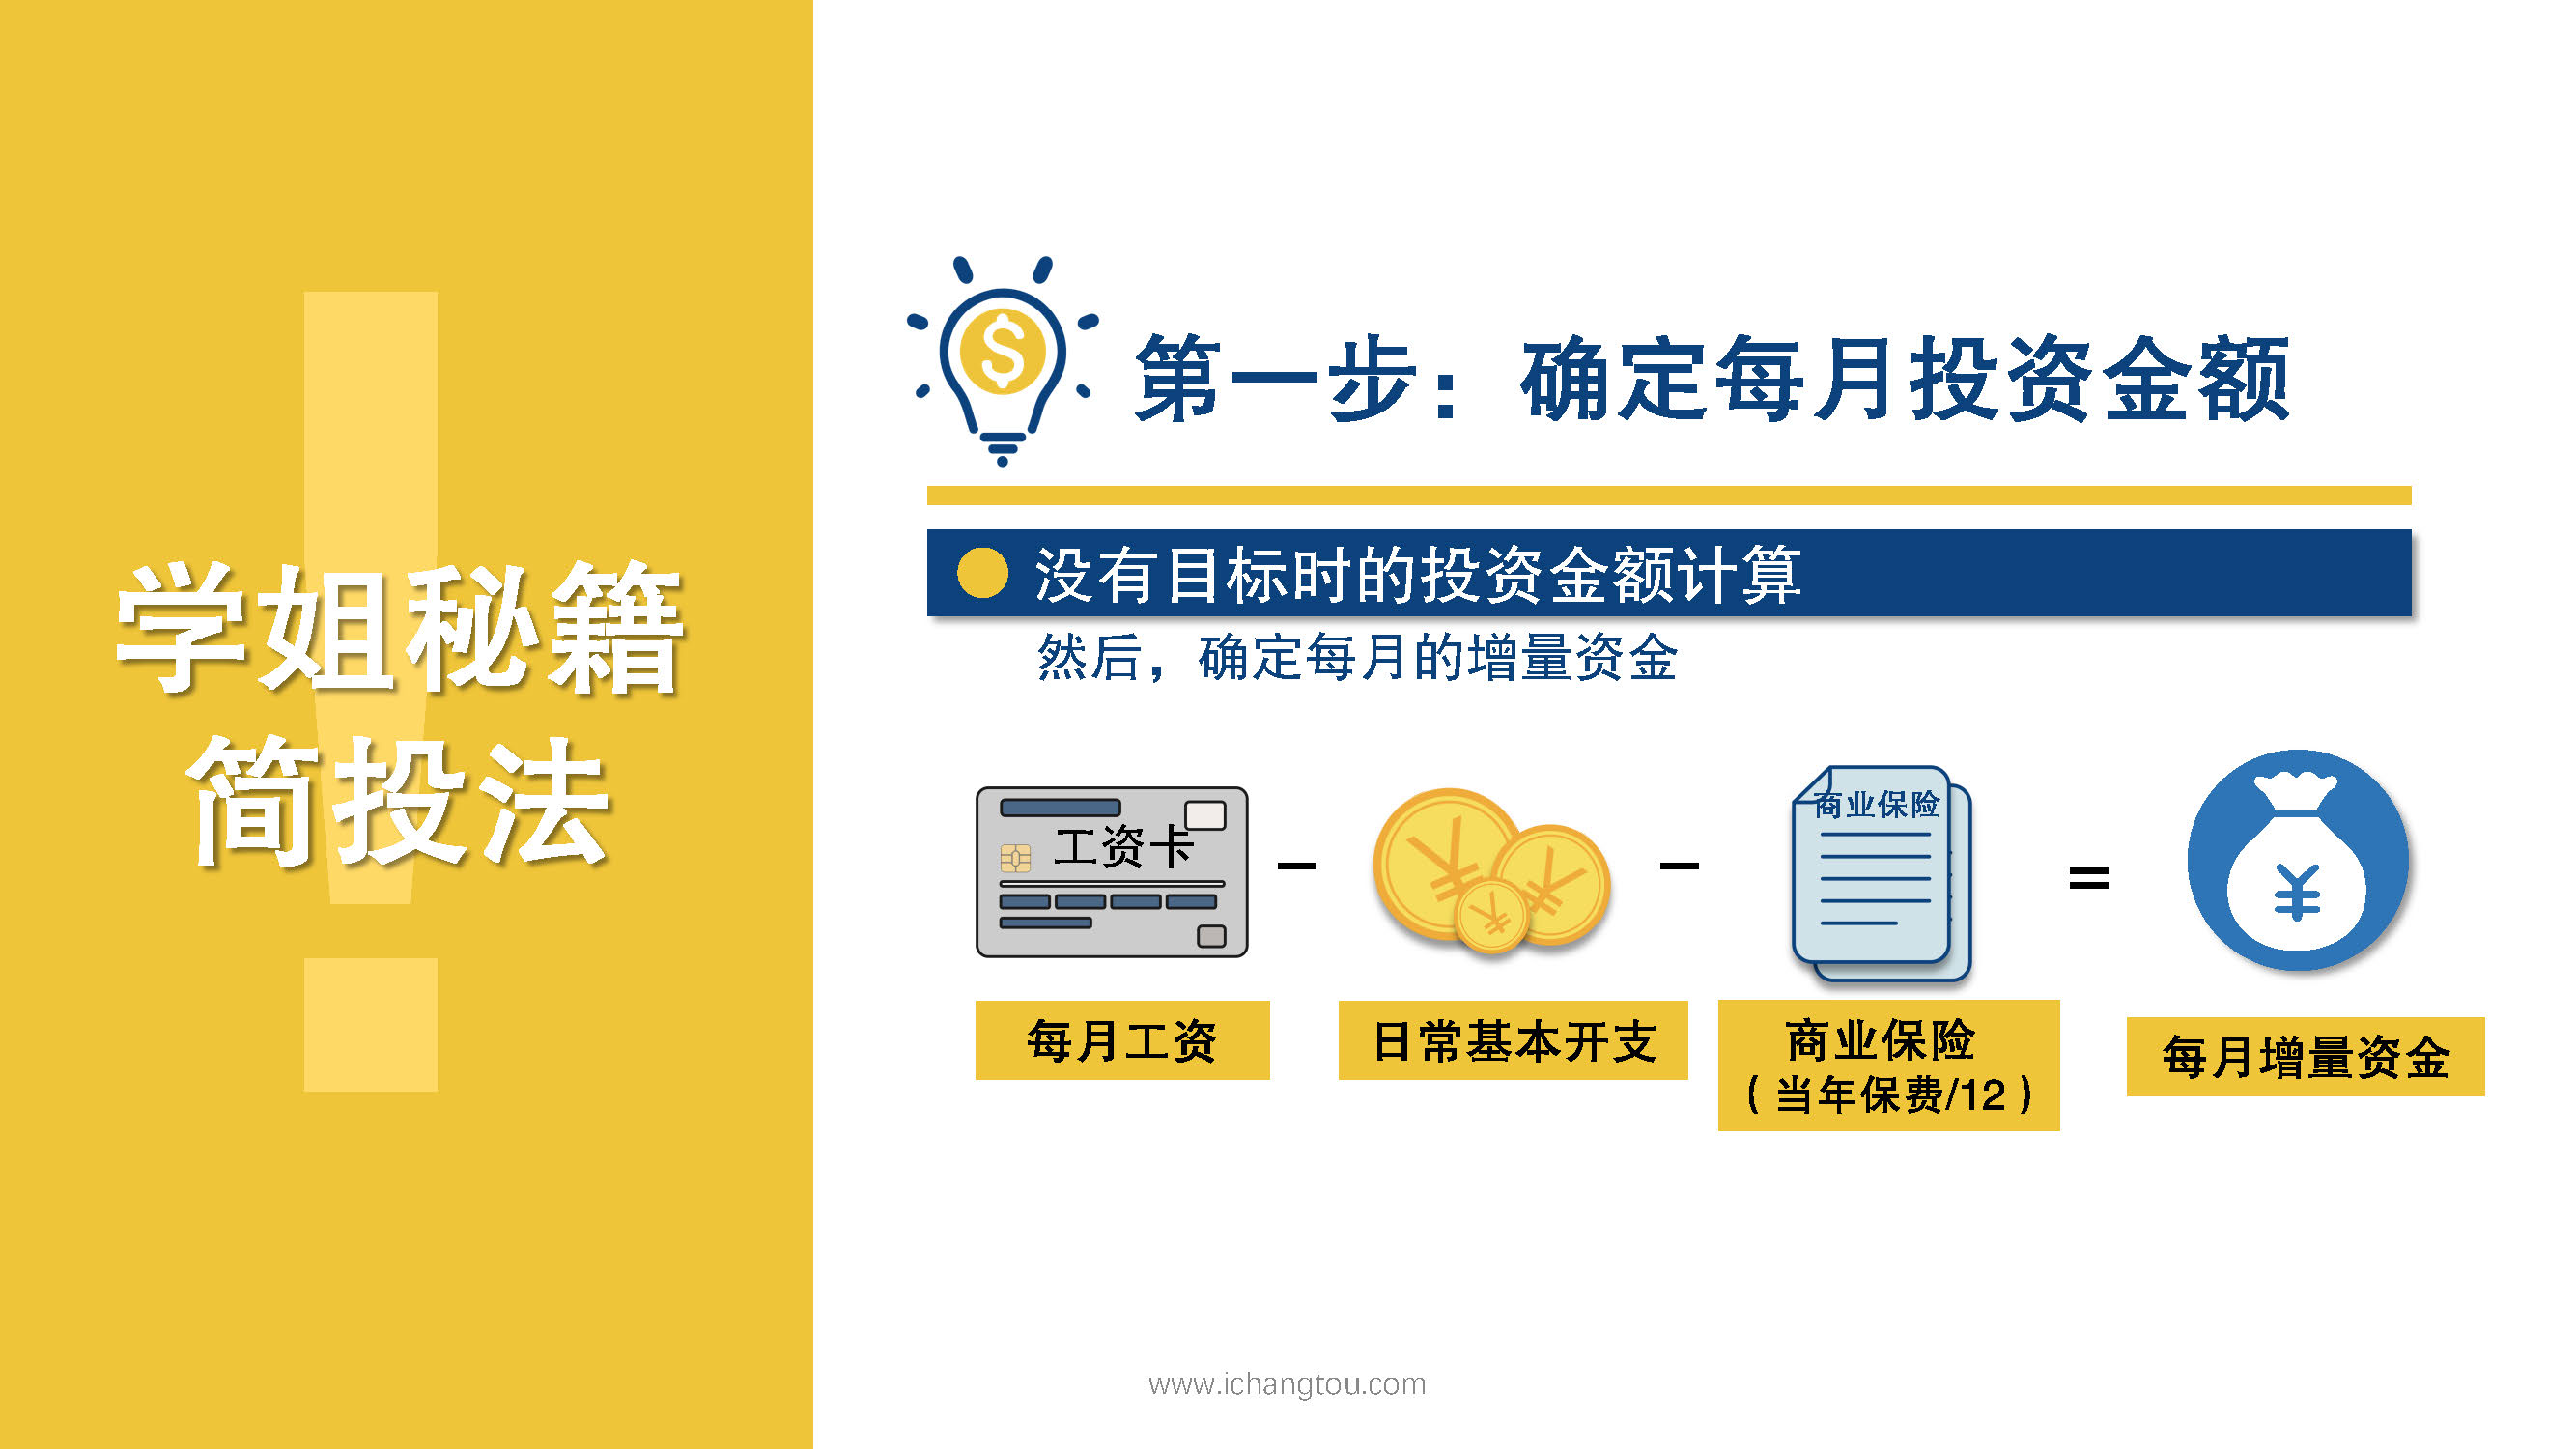 学姐秘籍
简投法
第一步：确定每月投资金额
没有目标时的投资金额计算
然后，确定每月的增量资金
工资卡
–
–
商业保险
=
每月工资
日常基本开支
商业保险
（当年保费/12）
每月增量资金
www.ichangtou.com